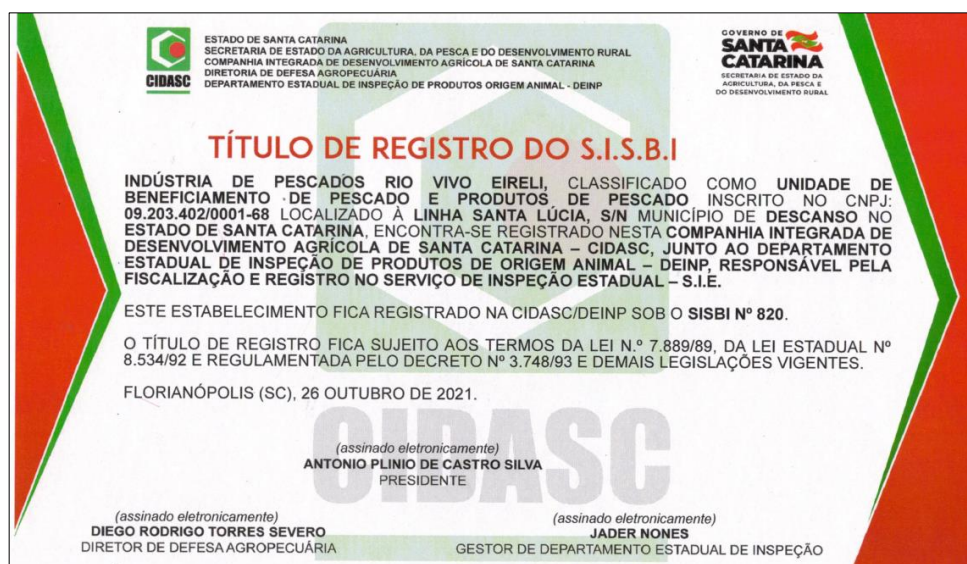 ESTADO DE SANTA CATARINA
SECRETARIA DE ESTADO DA AGRICULTURA, DA PESCA E DO DESENVOLVIMENTO RURAL
COMPANHIA INTEGRADA DE DESENVOLVIMENTO AGRÍCOLA DE SANTA CATARINA
DIRETORIA DE DEFESA AGROPECUÁRIA
DEPARTAMENTO ESTADUAL DE INSPEÇÃO DE PRODUTOS ORIGEM ANIMAL - DEINP
CIDASC
GOVERNO DE
SANTA
CATARINA
SECRETARIA DE ESTADO DA
AGRICULTURA, DA PESCA E
DO DESENVOLVIMENTO RURAL
TÍTULO DE REGISTRO DO S.I.S.B.I
INDÚSTRIA DE PESCADOS RIO VIVO EIRELI, CLASSIFICADO COMO UNIDADE DE
BENEFICIAMENTO DE PESCADO E PRODUTOS DE PESCADO INSCRITO NO CNPJ:
09.203.402/0001-68 LOCALIZADO À LINHA SANTA LÚCIA, S/N MUNICÍPIO DE DESCANSO NO
ESTADO DE SANTA CATARINA, ENCONTRA-SE REGISTRADO NESTA COMPANHIA INTEGRADA DE
DESENVOLVIMENTO AGRÍCOLA DE SANTA CATARINA – CIDASC, JUNTO AO DEPARTAMENTO
ESTADUAL DE INSPEÇÃO DE PRODUTOS DE ORIGEM ANIMAL – DEINP, RESPONSÁVEL PELA
FISCALIZAÇÃO E REGISTRO NO SERVIÇO DE INSPEÇÃO ESTADUAL – S.I.E.
ESTE ESTABELECIMENTO FICA REGISTRADO NA CIDASC/DEINP SOB O SISBI Nº 820.
O TÍTULO DE REGISTRO FICA SUJEITO AOS TERMOS DA LEI N.º 7.889/89, DA LEI ESTADUAL Nº
8.534/92 E REGULAMENTADA PELO DECRETO Nº 3.748/93 E DEMAIS LEGISLAÇÕES VIGENTES.
FLORIANÓPOLIS (SC), 26 OUTUBRO DE 2021.
CIDASC
(assinado eletronicamente)
ANTONIO PLINIO DE CASTRO SILVA
PRESIDENTE
(assinado eletronicamente)
DIEGO RODRIGO TORRES SEVERO
DIRETOR DE DEFESA AGROPECUÁRIA
(assinado eletronicamente)
JADER NONES
GESTOR DE DEPARTAMENTO ESTADUAL DE INSPEÇÃO